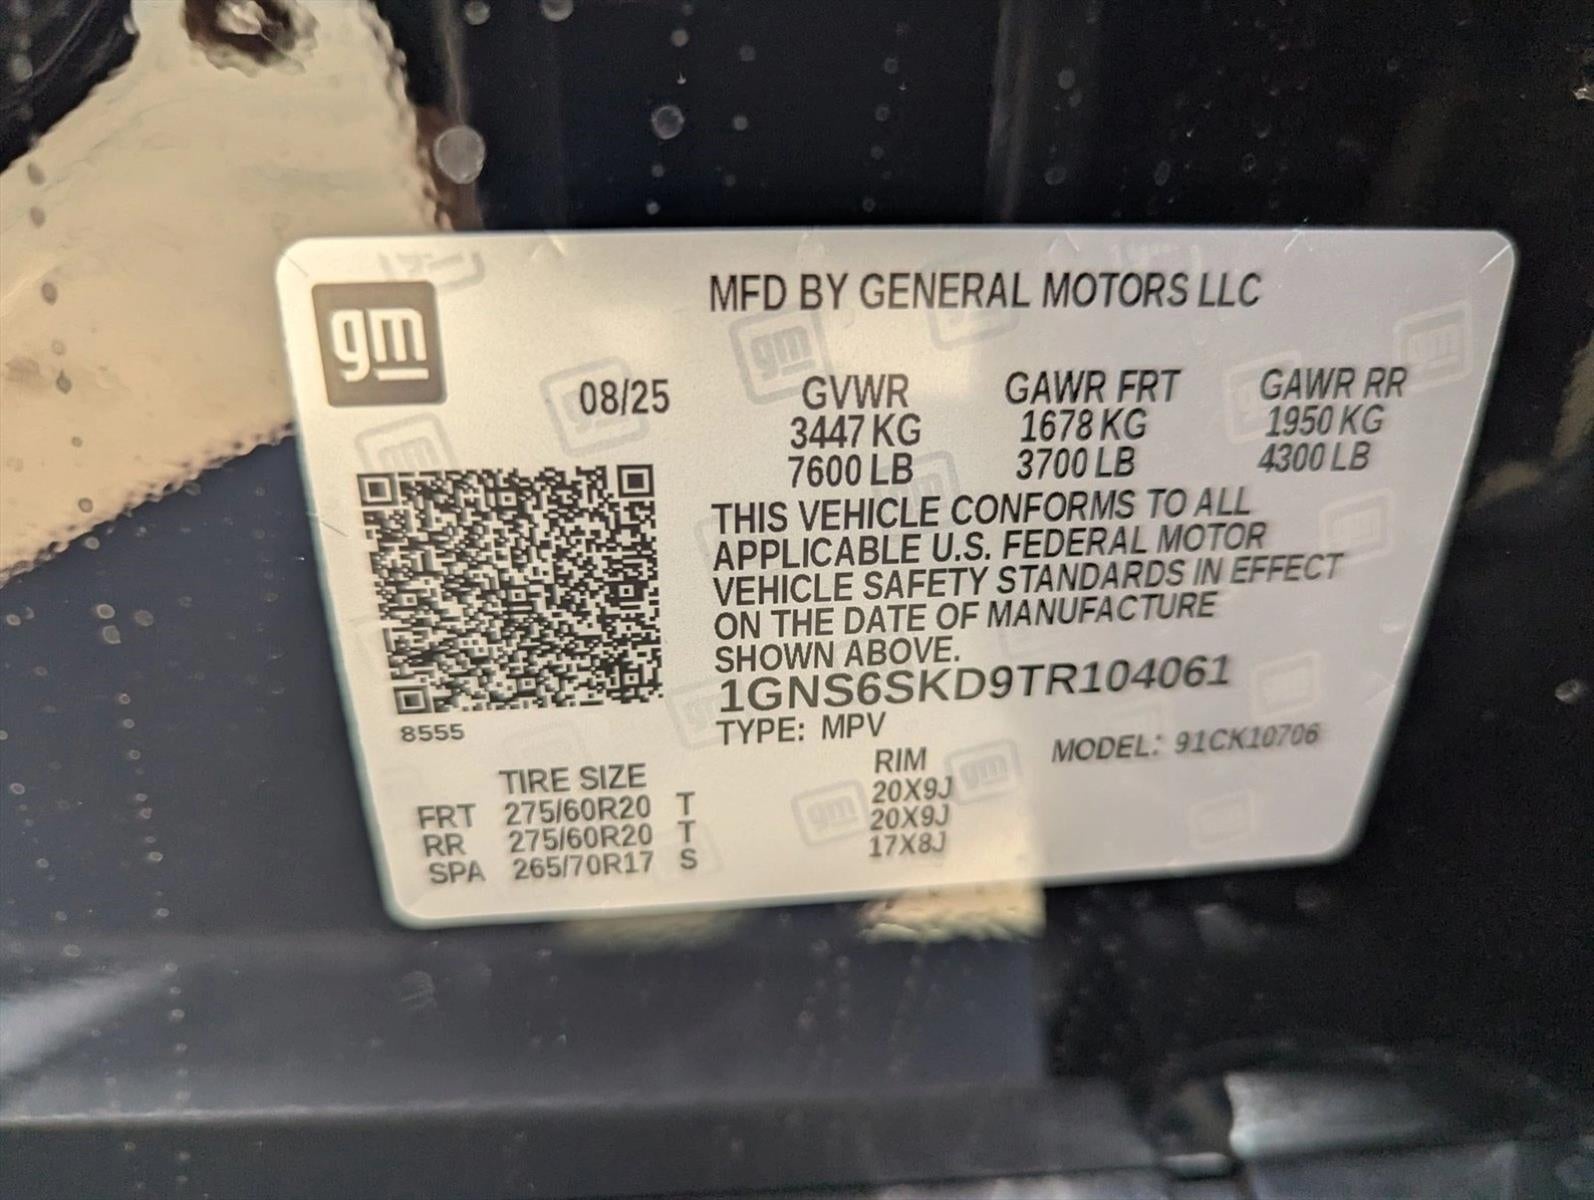 gm
MFD BY GENERAL MOTORS LLC
08/25 GVWR GAWR FRT GAWR RR
3447 KG 1678 KG 1950 KG
7600 LB 3700 LB 4300 LB
THIS VEHICLE CONFORMS TO ALL
APPLICABLE U.S. FEDERAL MOTOR
VEHICLE SAFETY STANDARDS IN EFFECT
ON THE DATE OF MANUFACTURE
SHOWN ABOVE.
1GNS6SKD9TR104061
8555
TYPE: MPV MODEL: 91CK10706
TIRE SIZE RIM
FRT 275/60R20 T 20X9J
RR 275/60R20 T 20X9J
SPA 265/70R17 S 17X8J